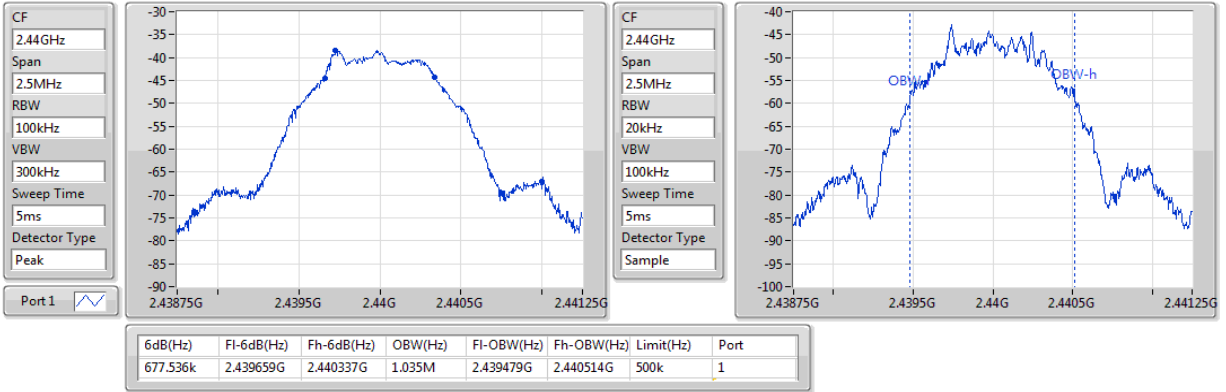 CF
2.44GHz
Span
2.5MHz
RBW
100kHz
VBW
300kHz
Sweep Time
5ms
Detector Type
Peak
Port 1
-30
-35
-40
-45
-50
-55
-60
-65
-70
-75
-80
-85
-90
2.43875G 2.4395G 2.44G 2.4405G 2.44125G
CF
2.44GHz
Span
2.5MHz
RBW
20kHz
VBW
100kHz
Sweep Time
5ms
Detector Type
Sample
-40
-45
-50
-55
-60
-65
-70
-75
-80
-85
-90
-95
-100
OBW OBW-h
2.43875G 2.4395G 2.44G 2.4405G 2.44125G
6dB(Hz) Fl-6dB(Hz) Fh-6dB(Hz) OBW(Hz) Fl-OBW(Hz) Fh-OBW(Hz) Limit(Hz) Port
677.536k 2.439659G 2.440337G 1.035M 2.439479G 2.440514G 500k 1